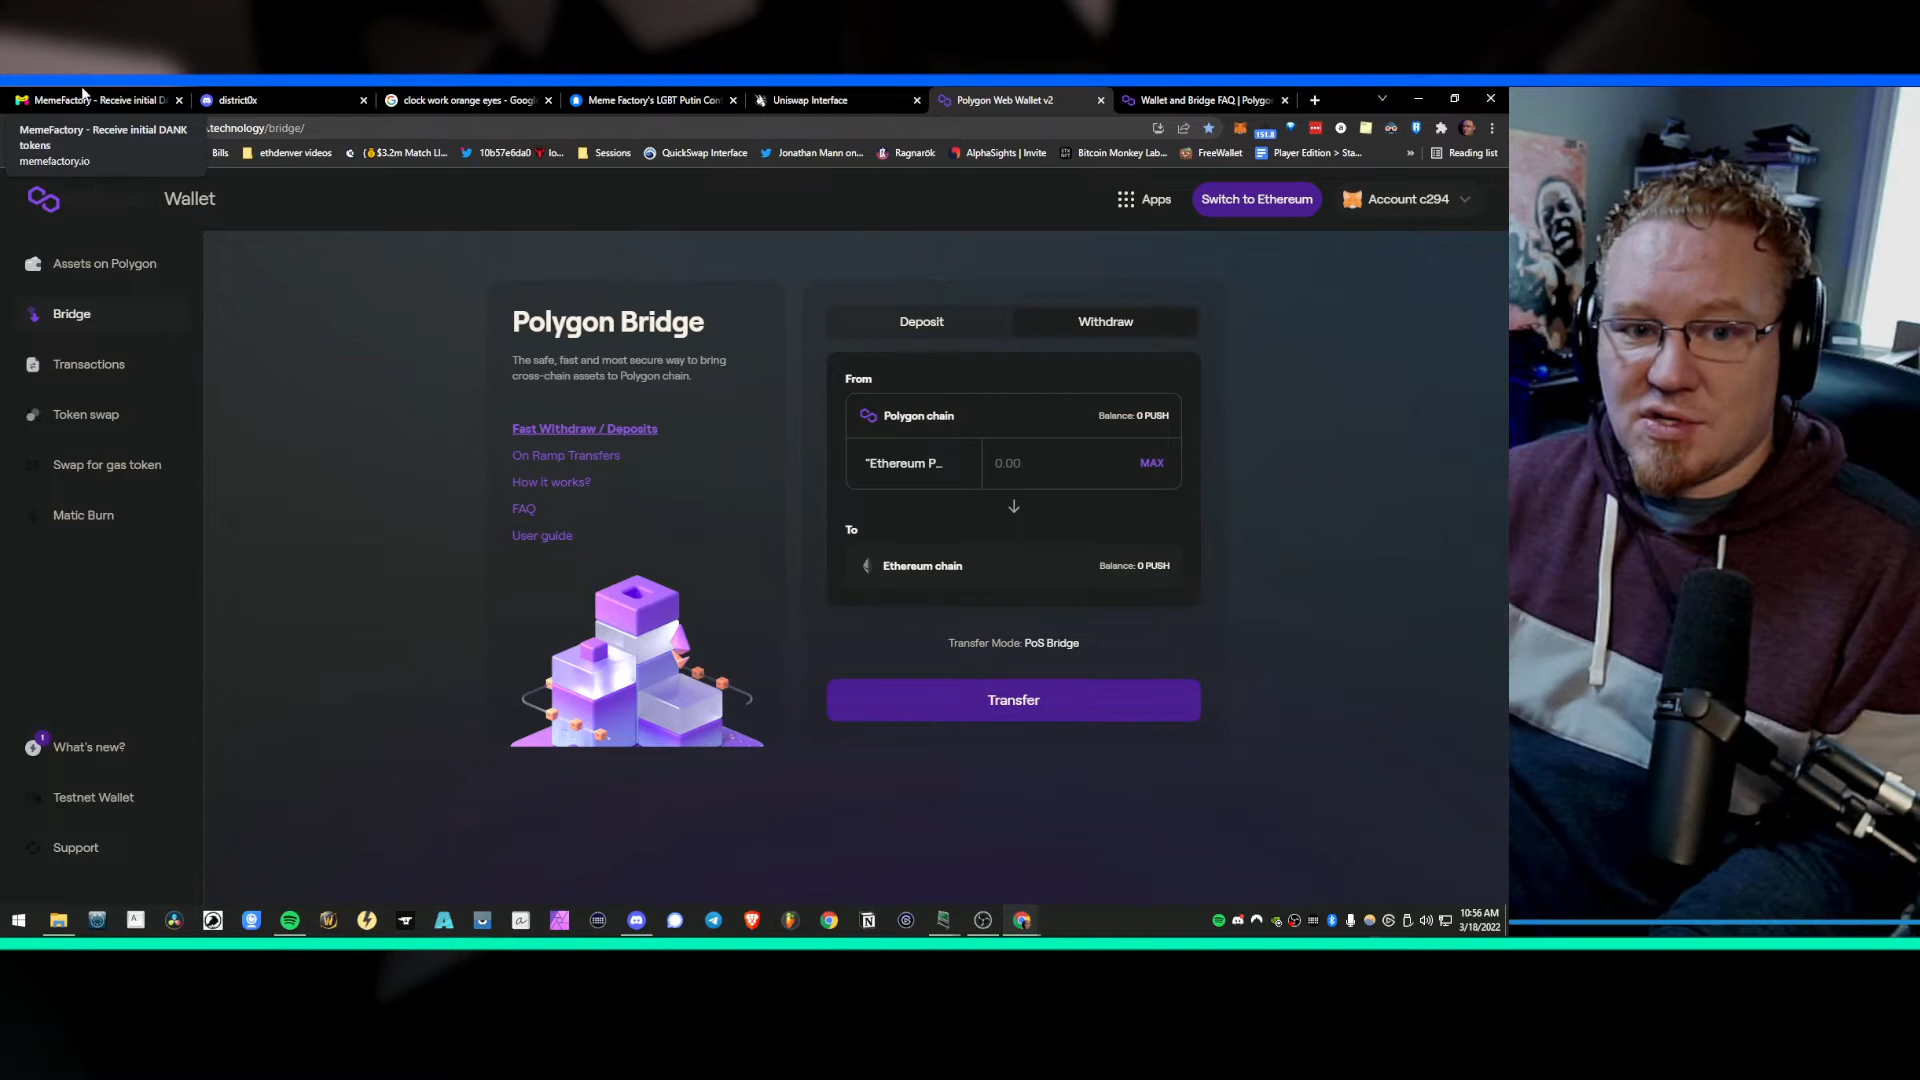 MemeFactory - Receive initial D
district0x
clock work orange eyes - Googl
Meme Factory's LGBT Putin Con
Uniswap Interface
Polygon Web Wallet v2
Wallet and Bridge FAQ | Polygo
MemeFactory - Receive initial DANK
tokens
memefactory.io
.technology/bridge/
151.8
Bills
ethdenver videos
$3.2m Match LI...
10b57e6da0
Io...
Sessions
QuickSwap Interface
Jonathan Mann on...
Ragnarök
AlphaSights | Invite
Bitcoin Monkey Lab...
FreeWallet
Player Edition > Sta...
»
Reading list
Wallet
Apps
Switch to Ethereum
Account c294
Assets on Polygon
Bridge
Transactions
Token swap
Swap for gas token
Matic Burn
1
What's new?
Testnet Wallet
Support
Polygon Bridge
The safe, fast and most secure way to bring
cross-chain assets to Polygon chain.
Fast Withdraw / Deposits
On Ramp Transfers
How it works?
FAQ
User guide
Deposit
Withdraw
From
Polygon chain
Balance: 0 PUSH
"Ethereum P...
0.00
MAX
To
Ethereum chain
Balance: 0 PUSH
Transfer Mode: PoS Bridge
Transfer
10:56 AM
3/18/2022